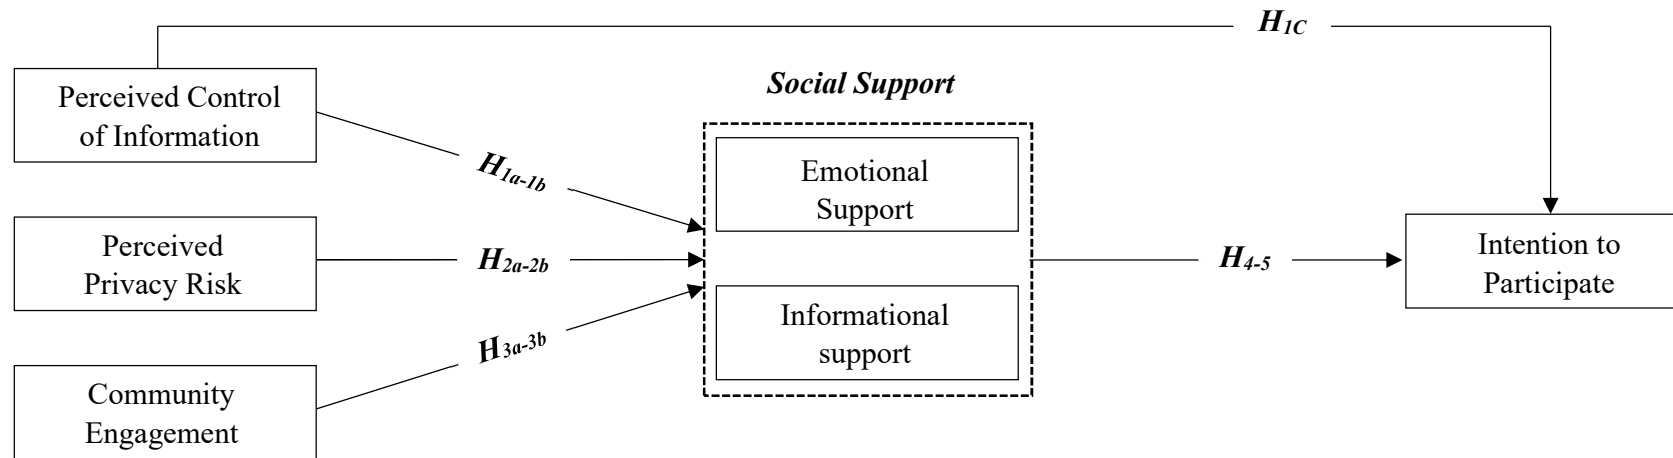 H1C
Perceived Control
of Information
Social Support
H1a-1b
Emotional
Support
Perceived
Privacy Risk
H2a-2b
H4-5
Intention to
Participate
Informational
support
H3a-3b
Community
Engagement